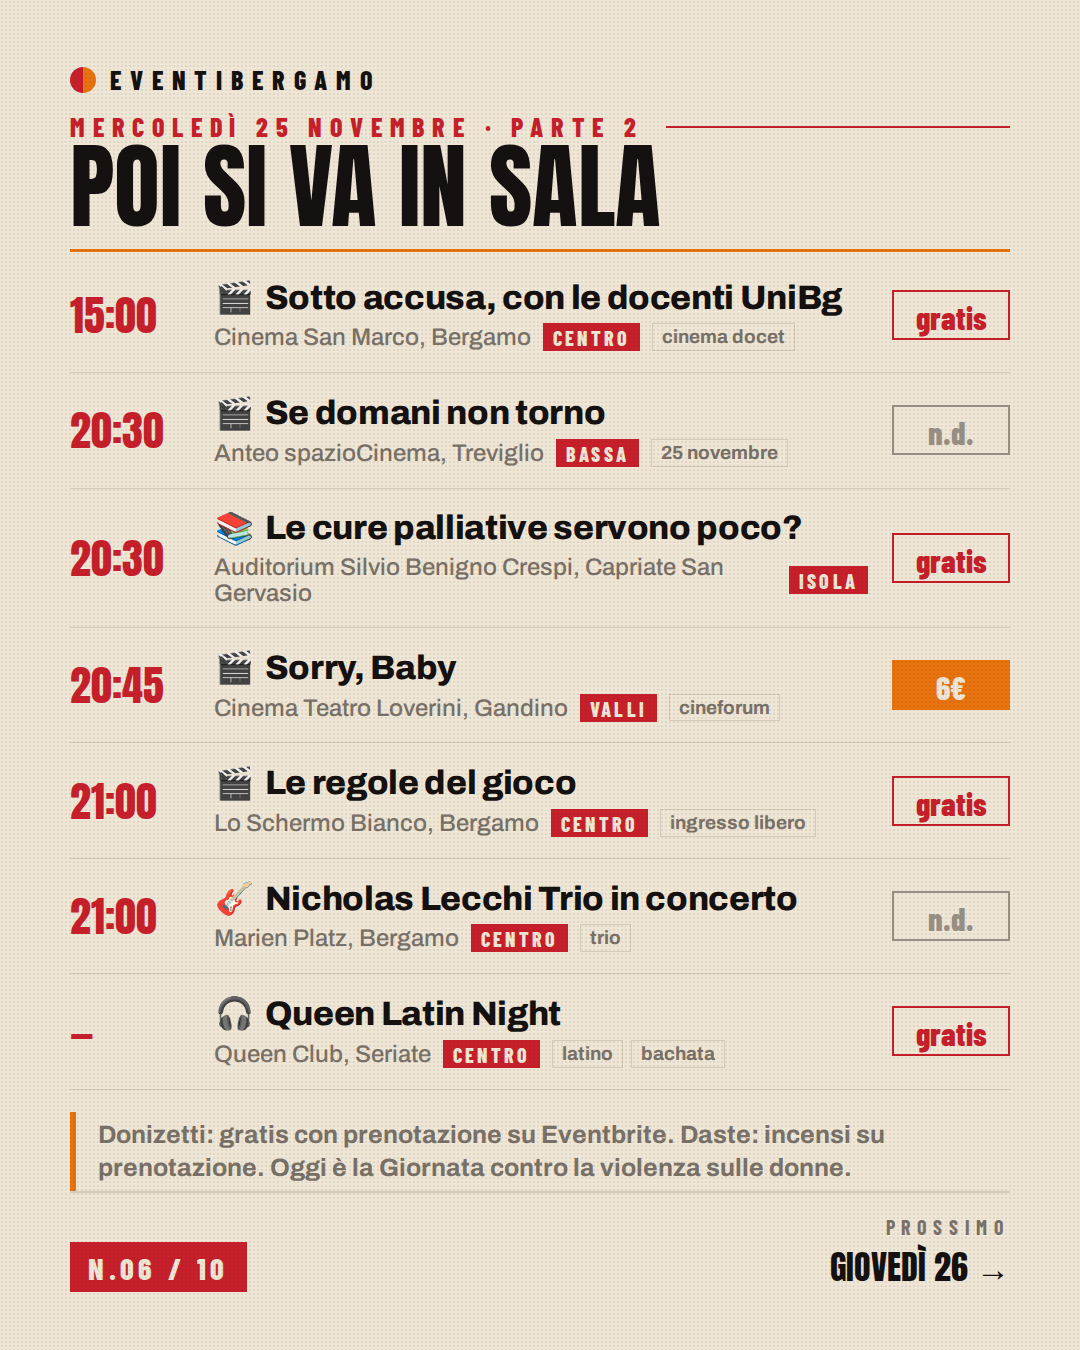 EVENTIBERGAMO
MERCOLEDÌ 25 NOVEMBRE · PARTE 2
POI SI VA IN SALA
15:00
🎬 Sotto accusa, con le docenti UniBg
Cinema San Marco, Bergamo CENTRO cinema docet
gratis
20:30
🎬 Se domani non torno
Anteo spazioCinema, Treviglio BASSA 25 novembre
n.d.
20:30
📚 Le cure palliative servono poco?
Auditorium Silvio Benigno Crespi, Capriate San
Gervasio
ISOLA
gratis
20:45
🎬 Sorry, Baby
Cinema Teatro Loverini, Gandino VALLI cineforum
6€
21:00
🎬 Le regole del gioco
Lo Schermo Bianco, Bergamo CENTRO ingresso libero
gratis
21:00
🎸 Nicholas Lecchi Trio in concerto
Marien Platz, Bergamo CENTRO trio
n.d.
–
🎧 Queen Latin Night
Queen Club, Seriate CENTRO latino bachata
gratis
Donizetti: gratis con prenotazione su Eventbrite. Daste: incensi su
prenotazione. Oggi è la Giornata contro la violenza sulle donne.
N.06 / 10
PROSSIMO
GIOVEDÌ 26 →